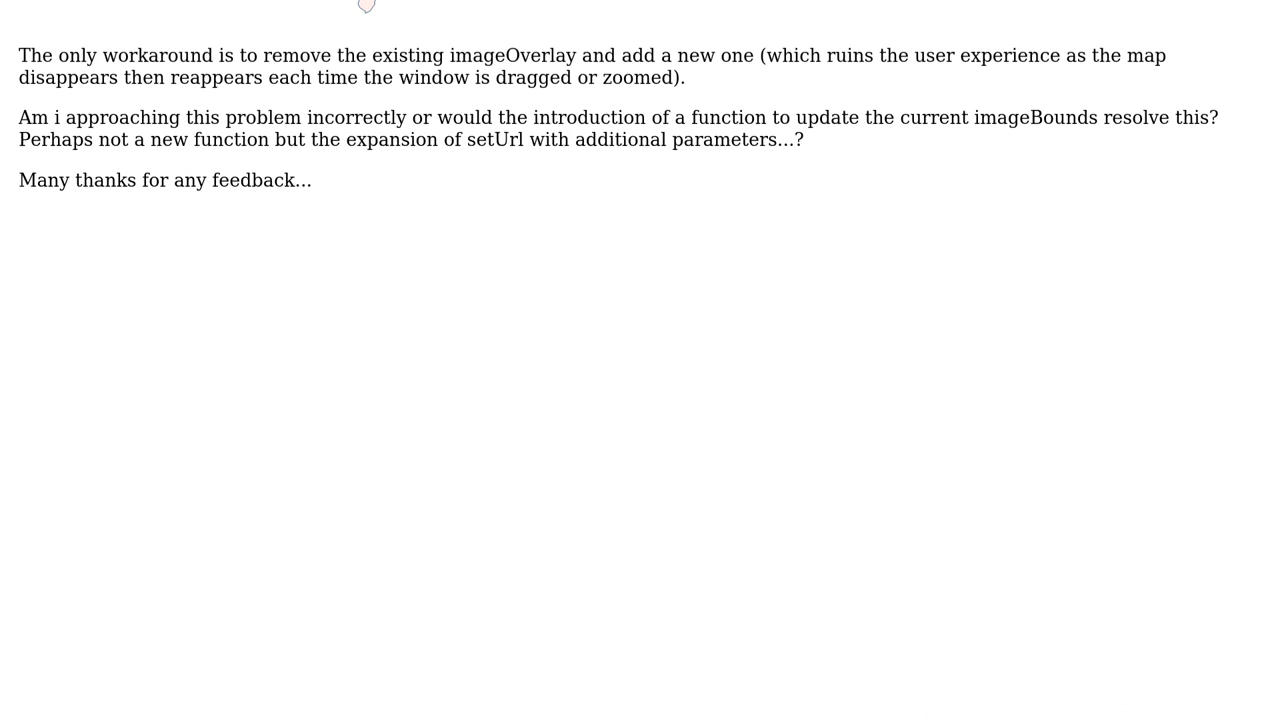 The only workaround is to remove the existing imageOverlay and add a new one (which ruins the user experience as the map
disappears then reappears each time the window is dragged or zoomed).
Am i approaching this problem incorrectly or would the introduction of a function to update the current imageBounds resolve this?
Perhaps not a new function but the expansion of setUrl with additional parameters...?
Many thanks for any feedback...